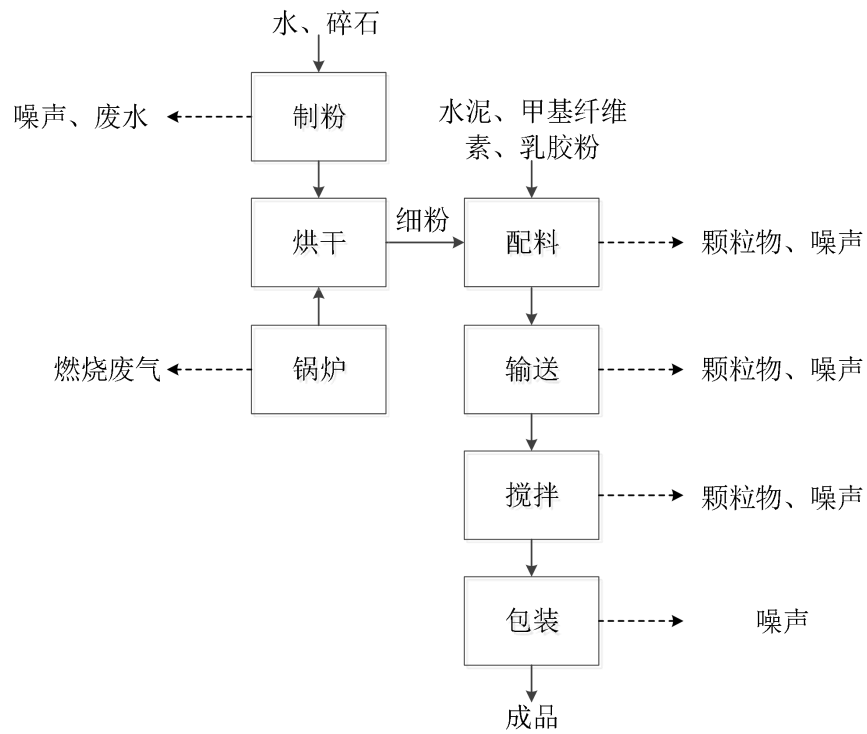 水、碎石
噪声、废水
制粉
水泥、甲基纤维
素、乳胶粉
烘干
细粉
配料
颗粒物、噪声
燃烧废气
锅炉
输送
颗粒物、噪声
搅拌
颗粒物、噪声
包装
噪声
成品